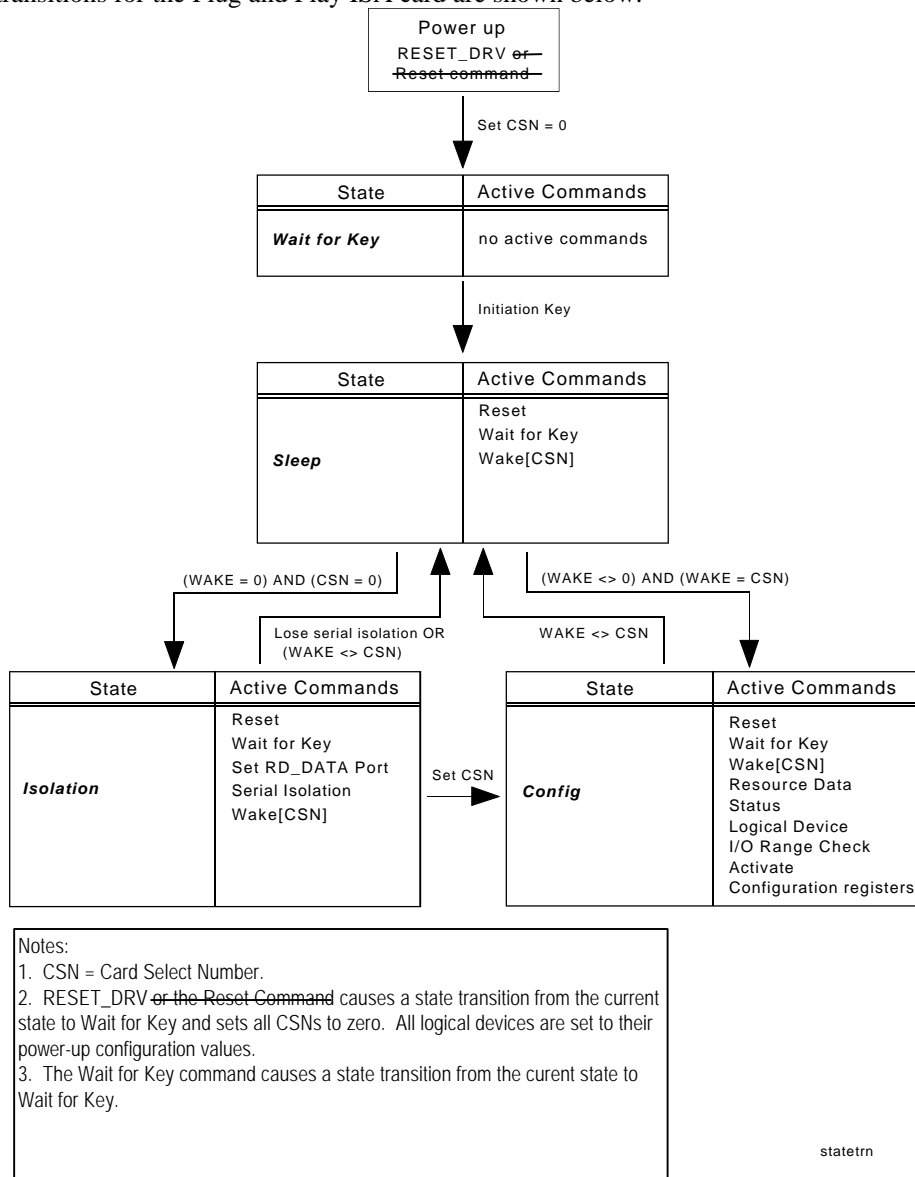 transitions for the Plug and Play ISA card are shown below.
Power up
RESET_DRV or
Reset command
Set CSN = 0
State
Active Commands
Wait for Key
no active commands
Initiation Key
State
Active Commands
Sleep
Reset
Wait for Key
Wake[CSN]
(WAKE = 0) AND (CSN = 0)
(WAKE <> 0) AND (WAKE = CSN)
Lose serial isolation OR
(WAKE <> CSN)
WAKE <> CSN
State
Active Commands
Isolation
Reset
Wait for Key
Set RD_DATA Port
Serial Isolation
Wake[CSN]
Set CSN
State
Active Commands
Config
Reset
Wait for Key
Wake[CSN]
Resource Data
Status
Logical Device
I/O Range Check
Activate
Configuration registers
Notes:
1. CSN = Card Select Number.
2. RESET_DRV or the Reset Command causes a state transition from the current
state to Wait for Key and sets all CSNs to zero. All logical devices are set to their
power-up configuration values.
3. The Wait for Key command causes a state transition from the curent state to
Wait for Key.
statetrn